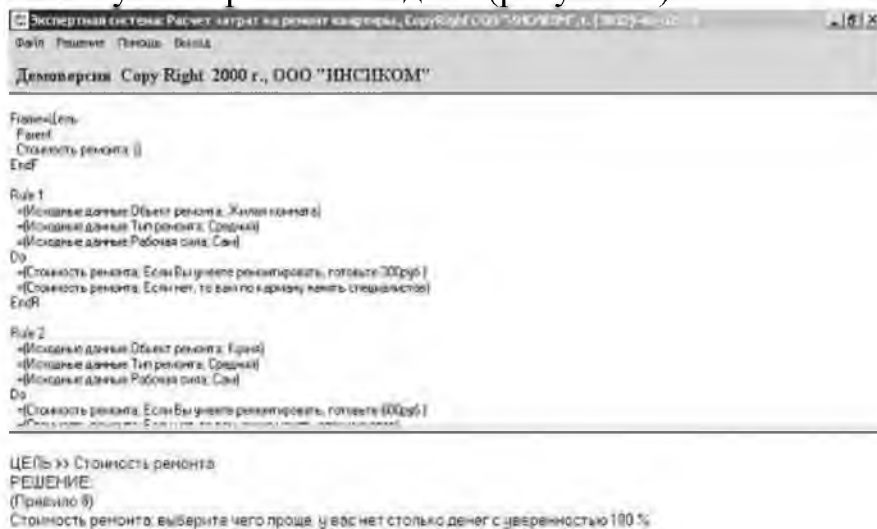 Экспертная система: Расчет затрат на ремонт квартиры, CopyRight ООО "ИНСИКОМ", г.
Файл Решение Помощь Выход
Демоверсия Copy Right 2000 г., ООО "ИНСИКОМ"
Frame=Цель
Parent
Стоимость ремонта: ()
EndF
Rule 1
=(Исходные данные.Объект ремонта; Жилая комната)
=(Исходные данные.Тип ремонта; Средний)
=(Исходные данные.Рабочая сила; Сам)
Do
=(Стоимость ремонта; Если Вы умеете ремонтировать, готовьте 300руб.)
=(Стоимость ремонта; Если нет, то вам по карману нанять специалистов)
EndR
Rule 2
=(Исходные данные.Объект ремонта; Кухня)
=(Исходные данные.Тип ремонта; Средний)
=(Исходные данные.Рабочая сила; Сам)
Do
=(Стоимость ремонта; Если Вы умеете ремонтировать, готовьте 600руб.)
ЦЕЛЬ >> Стоимость ремонта
РЕШЕНИЕ:
(Правило 8)
Стоимость ремонта: выберите чего проще, у вас нет столько денег с уверенностью 100 %